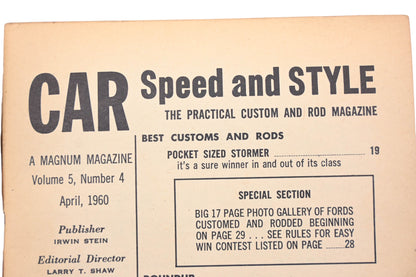 CAR Speed and STYLE
THE PRACTICAL CUSTOM AND ROD MAGAZINE
A MAGNUM MAGAZINE
Volume 5, Number 4
April, 1960
Publisher
IRWIN STEIN
Editorial Director
LARRY T. SHAW
BEST CUSTOMS AND RODS
POCKET SIZED STORMER 19
it's a sure winner in and out of its class
SPECIAL SECTION
BIG 17 PAGE PHOTO GALLERY OF FORDS
CUSTOMED AND RODDED BEGINNING
ON PAGE 29 . . . SEE RULES FOR EASY
WIN CONTEST LISTED ON PAGE 28
ROUNDUP